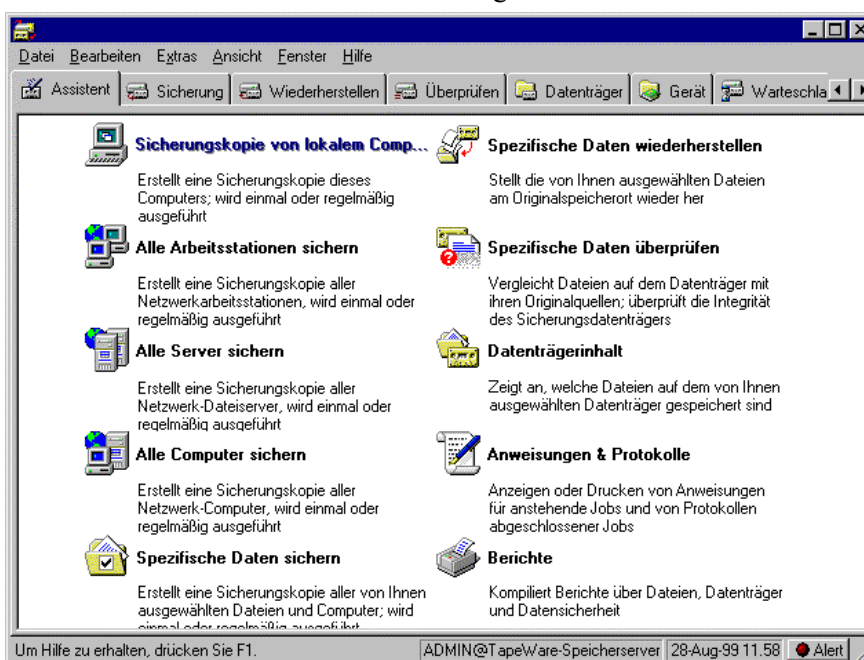 Datei Bearbeiten Extras Ansicht Fenster Hilfe
Assistent Sicherung Wiederherstellen Überprüfen Datenträger Gerät Warteschla
Sicherungskopie von lokalem Comp...
Erstellt eine Sicherungskopie dieses
Computers; wird einmal oder regelmäßig
ausgeführt
Alle Arbeitsstationen sichern
Erstellt eine Sicherungskopie aller
Netzwerkarbeitsstationen, wird einmal oder
regelmäßig ausgeführt
Alle Server sichern
Erstellt eine Sicherungskopie aller
Netzwerk-Dateiserver, wird einmal oder
regelmäßig ausgeführt
Alle Computer sichern
Erstellt eine Sicherungskopie aller
Netzwerk-Computer, wird einmal oder
regelmäßig ausgeführt
Spezifische Daten sichern
Erstellt eine Sicherungskopie aller von Ihnen
ausgewählten Dateien und Computer; wird
einmal oder regelmäßig ausgeführt
Spezifische Daten wiederherstellen
Stellt die von Ihnen ausgewählten Dateien
am Originalspeicherort wieder her
Spezifische Daten überprüfen
Vergleicht Dateien auf dem Datenträger mit
ihren Originalquellen; überprüft die Integrität
des Sicherungsdatenträgers
Datenträgerinhalt
Zeigt an, welche Dateien auf dem von Ihnen
ausgewählten Datenträger gespeichert sind
Anweisungen & Protokolle
Anzeigen oder Drucken von Anweisungen
für anstehende Jobs und von Protokollen
abgeschlossener Jobs
Berichte
Kompiliert Berichte über Dateien, Datenträger
und Datensicherheit
Um Hilfe zu erhalten, drücken Sie F1. ADMIN@TapeWare-Speicherserver 28-Aug-99 11.58 Alert